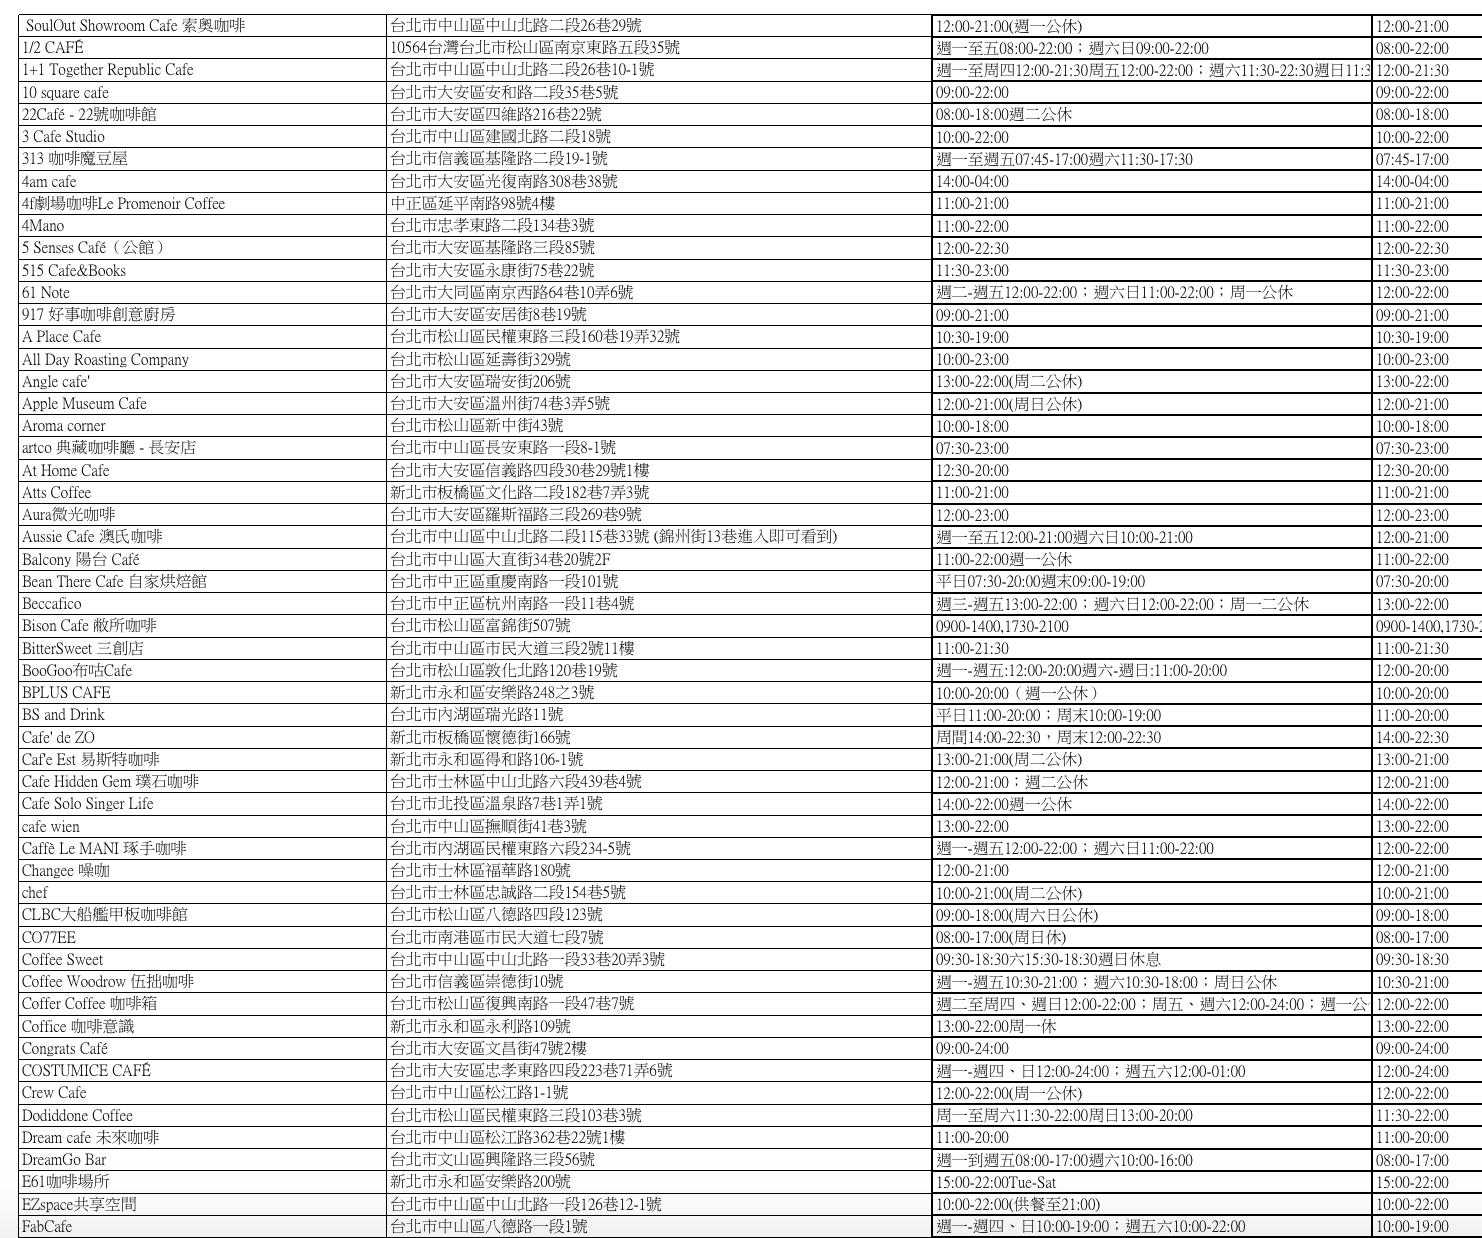 SoulOut Showroom Cafe 索奧咖啡 台北市中山區中山北路二段26巷29號 12:00-21:00(週一公休) 12:00-21:00
1/2 CAFÉ 10564台灣台北市松山區南京東路五段35號 週一至五08:00-22:00；週六日09:00-22:00 08:00-22:00
1+1 Together Republic Cafe 台北市中山區中山北路二段26巷10-1號 週一至周四12:00-21:30周五12:00-22:00；週六11:30-22:30週日11:3 12:00-21:30
10 square cafe 台北市大安區安和路二段35巷5號 09:00-22:00 09:00-22:00
22Café - 22號咖啡館 台北市大安區四維路216巷22號 08:00-18:00週二公休 08:00-18:00
3 Cafe Studio 台北市中山區建國北路二段18號 10:00-22:00 10:00-22:00
313 咖啡魔豆屋 台北市信義區基隆路二段19-1號 週一至週五07:45-17:00週六11:30-17:30 07:45-17:00
4am cafe 台北市大安區光復南路308巷38號 14:00-04:00 14:00-04:00
4f劇場咖啡Le Promenoir Coffee 中正區延平南路98號4樓 11:00-21:00 11:00-21:00
4Mano 台北市忠孝東路二段134巷3號 11:00-22:00 11:00-22:00
5 Senses Café（公館） 台北市大安區基隆路三段85號 12:00-22:30 12:00-22:30
515 Cafe&Books 台北市大安區永康街75巷22號 11:30-23:00 11:30-23:00
61 Note 台北市大同區南京西路64巷10弄6號 週二-週五12:00-22:00；週六日11:00-22:00；周一公休 12:00-22:00
917 好事咖啡創意廚房 台北市大安區安居街8巷19號 09:00-21:00 09:00-21:00
A Place Cafe 台北市松山區民權東路三段160巷19弄32號 10:30-19:00 10:30-19:00
All Day Roasting Company 台北市松山區延壽街329號 10:00-23:00 10:00-23:00
Angle cafe' 台北市大安區瑞安街206號 13:00-22:00(周二公休) 13:00-22:00
Apple Museum Cafe 台北市大安區溫州街74巷3弄5號 12:00-21:00(周日公休) 12:00-21:00
Aroma corner 台北市松山區新中街43號 10:00-18:00 10:00-18:00
artco 典藏咖啡廳 - 長安店 台北市中山區長安東路一段8-1號 07:30-23:00 07:30-23:00
At Home Cafe 台北市大安區信義路四段30巷29號1樓 12:30-20:00 12:30-20:00
Atts Coffee 新北市板橋區文化路二段182巷7弄3號 11:00-21:00 11:00-21:00
Aura微光咖啡 台北市大安區羅斯福路三段269巷9號 12:00-23:00 12:00-23:00
Aussie Cafe 澳氏咖啡 台北市中山區中山北路二段115巷33號 (錦州街13巷進入即可看到) 週一至五12:00-21:00週六日10:00-21:00 12:00-21:00
Balcony 陽台 Café 台北市中山區大直街34巷20號2F 11:00-22:00週一公休 11:00-22:00
Bean There Cafe 自家烘焙館 台北市中正區重慶南路一段101號 平日07:30-20:00週末09:00-19:00 07:30-20:00
Beccafico 台北市中正區杭州南路一段11巷4號 週三-週五13:00-22:00；週六日12:00-22:00；周一二公休 13:00-22:00
Bison Cafe 敝所咖啡 台北市松山區富錦街507號 0900-1400,1730-2100 0900-1400,1730-2
BitterSweet 三創店 台北市中山區市民大道三段2號11樓 11:00-21:30 11:00-21:30
BooGoo布咕Cafe 台北市松山區敦化北路120巷19號 週一-週五:12:00-20:00週六-週日:11:00-20:00 12:00-20:00
BPLUS CAFE 新北市永和區安樂路248之3號 10:00-20:00（週一公休） 10:00-20:00
BS and Drink 台北市內湖區瑞光路11號 平日11:00-20:00；周末10:00-19:00 11:00-20:00
Cafe' de ZO 新北市板橋區懷德街166號 周間14:00-22:30，周末12:00-22:30 14:00-22:30
Caf'e Est 易斯特咖啡 新北市永和區得和路106-1號 13:00-21:00(周二公休) 13:00-21:00
Cafe Hidden Gem 璞石咖啡 台北市士林區中山北路六段439巷4號 12:00-21:00；週二公休 12:00-21:00
Cafe Solo Singer Life 台北市北投區溫泉路7巷1弄1號 14:00-22:00週一公休 14:00-22:00
cafe wien 台北市中山區撫順街41巷3號 13:00-22:00 13:00-22:00
Caffè Le MANI 琢手咖啡 台北市內湖區民權東路六段234-5號 週一-週五12:00-22:00；週六日11:00-22:00 12:00-22:00
Changee 噪咖 台北市士林區福華路180號 12:00-21:00 12:00-21:00
chef 台北市士林區忠誠路二段154巷5號 10:00-21:00(周二公休) 10:00-21:00
CLBC大船艦甲板咖啡館 台北市松山區八德路四段123號 09:00-18:00(周六日公休) 09:00-18:00
CO77EE 台北市南港區市民大道七段7號 08:00-17:00(周日休) 08:00-17:00
Coffee Sweet 台北市中山區中山北路一段33巷20弄3號 09:30-18:30六15:30-18:30週日休息 09:30-18:30
Coffee Woodrow 伍拙咖啡 台北市信義區崇德街10號 週一-週五10:30-21:00；週六10:30-18:00；周日公休 10:30-21:00
Coffer Coffee 咖啡箱 台北市松山區復興南路一段47巷7號 週二至周四、週日12:00-22:00；周五、週六12:00-24:00；週一公 12:00-22:00
Coffice 咖啡意識 新北市永和區永利路109號 13:00-22:00周一休 13:00-22:00
Congrats Café 台北市大安區文昌街47號2樓 09:00-24:00 09:00-24:00
COSTUMICE CAFÉ 台北市大安區忠孝東路四段223巷71弄6號 週一-週四、日12:00-24:00；週五六12:00-01:00 12:00-24:00
Crew Cafe 台北市中山區松江路1-1號 12:00-22:00(周一公休) 12:00-22:00
Dodiddone Coffee 台北市松山區民權東路三段103巷3號 周一至周六11:30-22:00周日13:00-20:00 11:30-22:00
Dream cafe 未來咖啡 台北市中山區松江路362巷22號1樓 11:00-20:00 11:00-20:00
DreamGo Bar 台北市文山區興隆路三段56號 週一到週五08:00-17:00週六10:00-16:00 08:00-17:00
E61咖啡場所 新北市永和區安樂路200號 15:00-22:00Tue-Sat 15:00-22:00
EZspace共享空間 台北市中山區中山北路一段126巷12-1號 10:00-22:00(供餐至21:00) 10:00-22:00
FabCafe 台北市中山區八德路一段1號 週一-週四、日10:00-19:00；週五六10:00-22:00 10:00-19:00